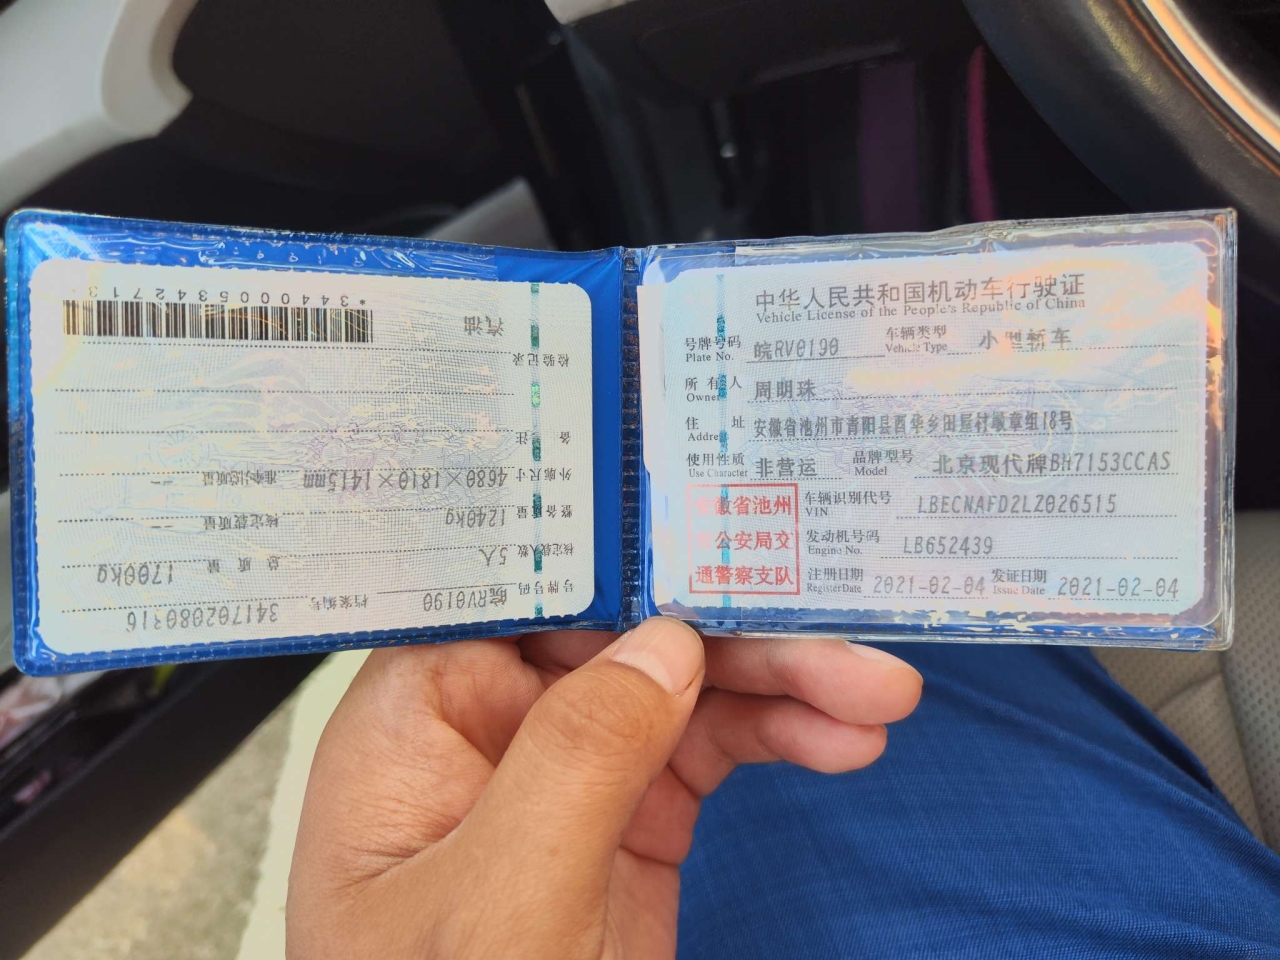 中华人民共和国机动车行驶证
Vehicle License of the People's Republic of China
号牌号码 皖RV0190 车辆类型 小型轿车
Plate No. Vehicle Type
所有人 周明珠
Owner
住址 安徽省池州市青阳县酉华乡田屋村
章组18号
Addre
使用性质 非营运 品牌型号 北京现代牌BH7153CCAS
Use Character Model
车辆识别代号 LBECNAFD2LZ026515
VIN
发动机号码 LB652439
Engine No.
注册日期 2021-02-04 发证日期 2021-02-04
Register Date Issue Date
徽省池州
公安局交
通警察支队
号牌号码 皖RV0190 档案编号
核定载人数 5人 总质量 1700kg
整备质量 1240kg 核定载质量
外廓尺寸 4680×1810×1415mm 准牵引总质量
备注
检验记录
汽油
*3440005342713